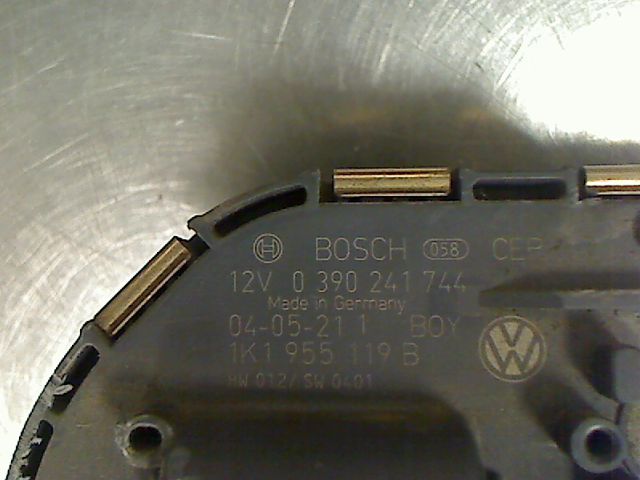 BOSCH 058 CEP
12V 0 390 241 744
Made in Germany
04-05-21 1 BOY
1K1 955 119 B
HW 012/ SW 0401